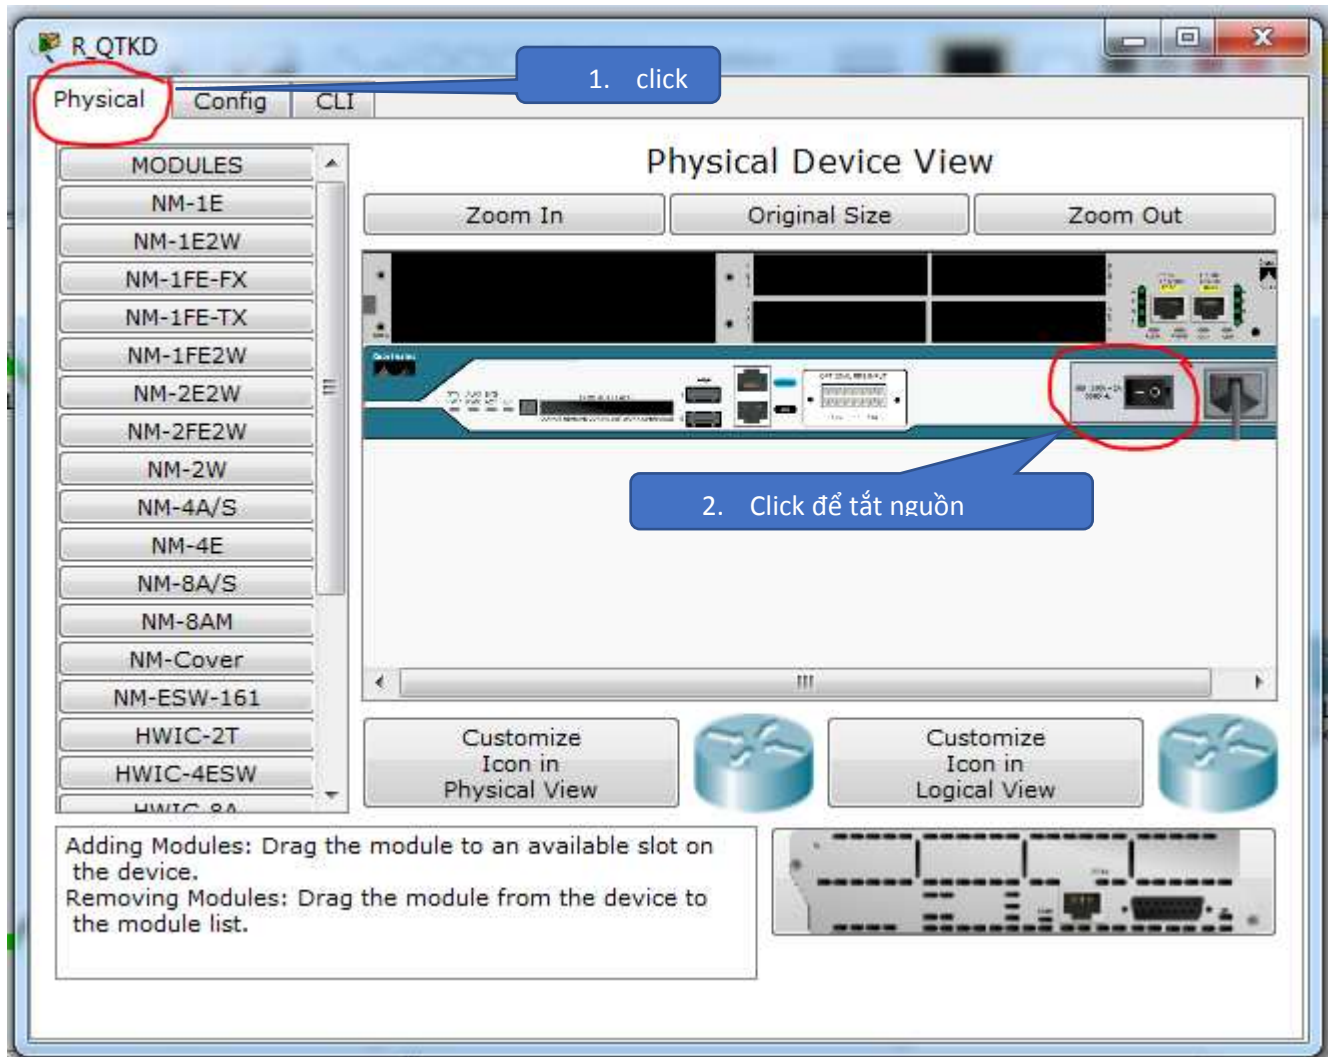 R_QTKD
1. click
Physical
Config
CLI
MODULES
NM-1E
NM-1E2W
NM-1FE-FX
NM-1FE-TX
NM-1FE2W
NM-2E2W
NM-2FE2W
NM-2W
NM-4A/S
NM-4E
NM-8A/S
NM-8AM
NM-Cover
NM-ESW-161
HWIC-2T
HWIC-4ESW
HWIC-8A
Physical Device View
Zoom In
Original Size
Zoom Out
2. Click để tắt nguồn
Customize
Icon in
Physical View
Customize
Icon in
Logical View
Adding Modules: Drag the module to an available slot on
the device.
Removing Modules: Drag the module from the device to
the module list.